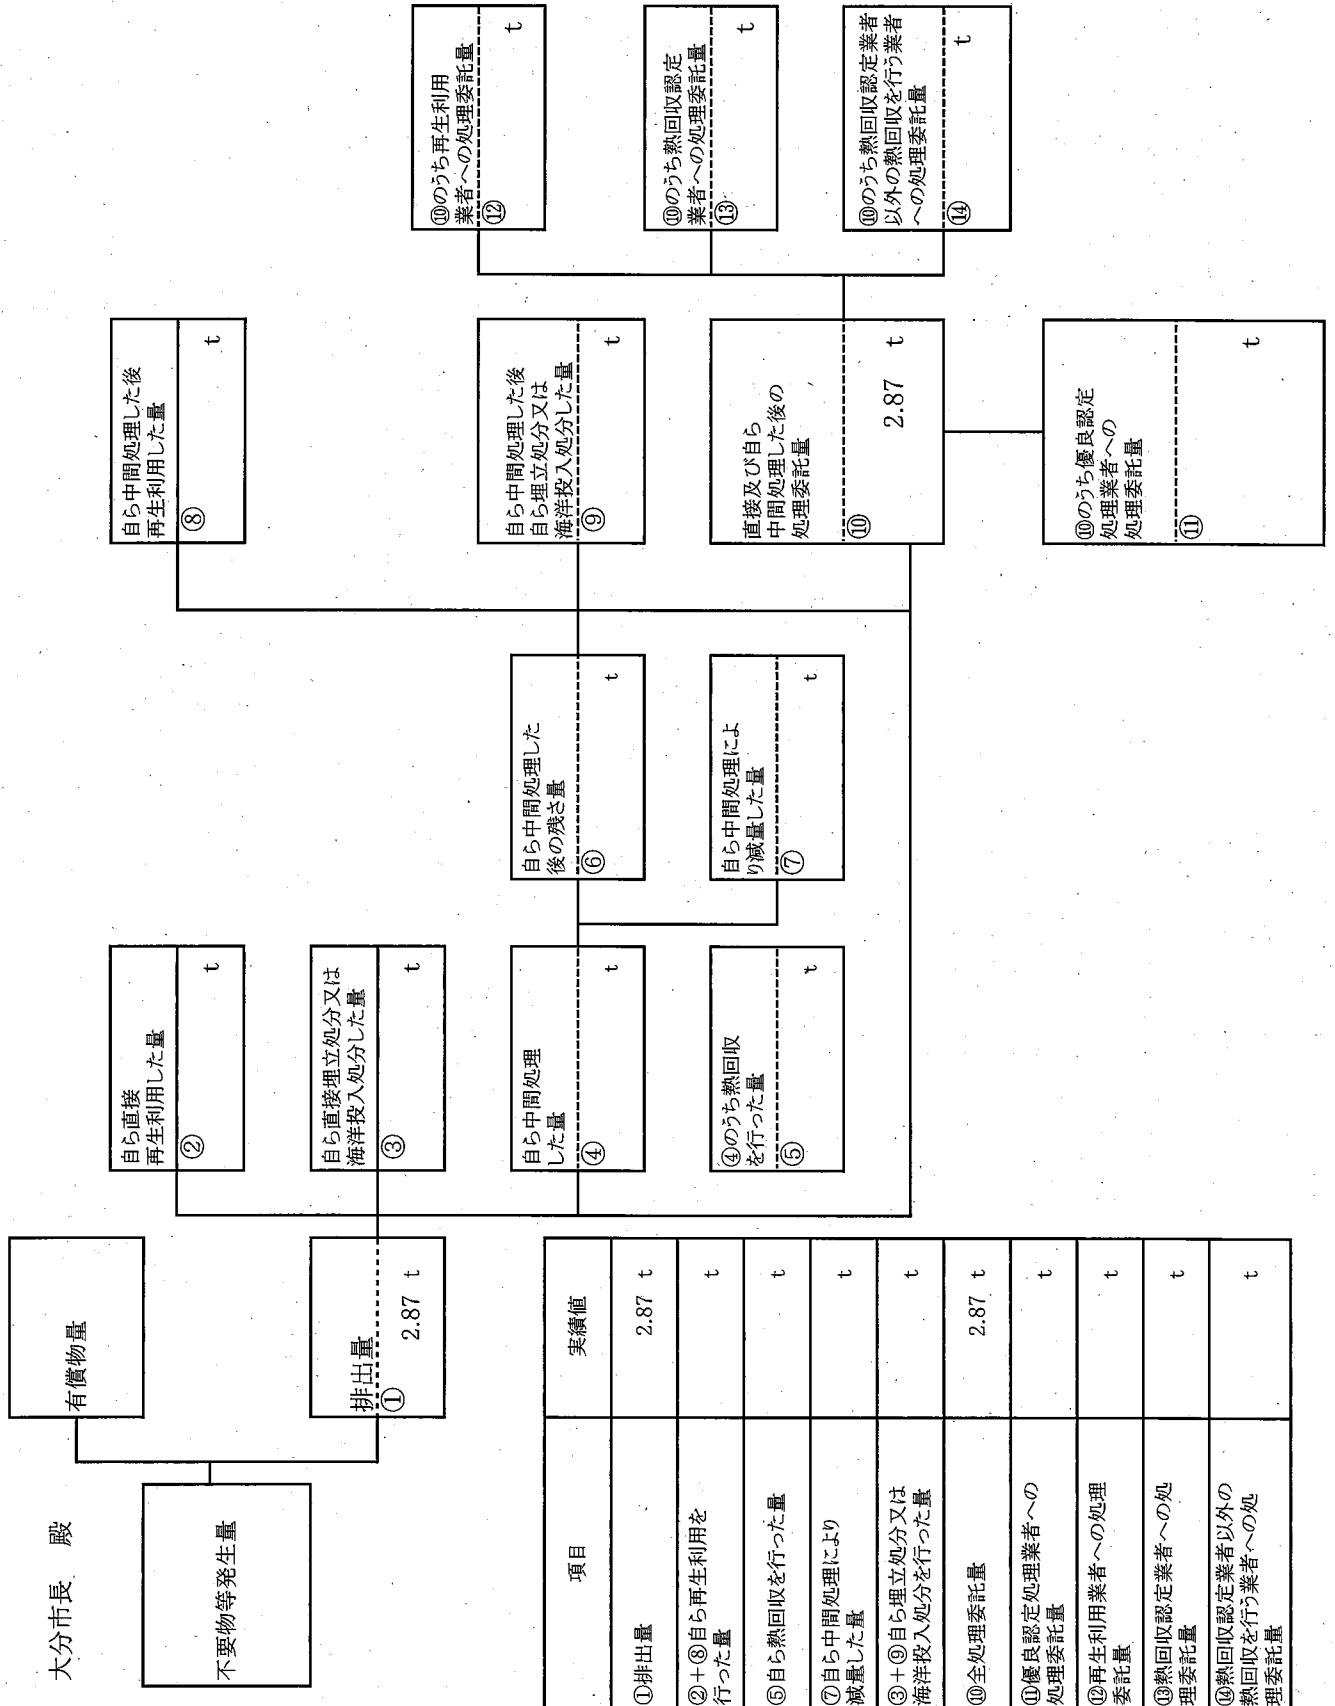 大分市長　殿
不要物等発生量
有償物量
排出量
①
2.87 t
自ら直接
再生利用した量
②
t
自ら直接埋立処分又は
海洋投入処分した量
③
t
自ら中間処理
した量
④
t
④のうち熱回収
を行った量
⑤
t
自ら中間処理した
後の残さ量
⑥
t
自ら中間処理によ
り減量した量
⑦
t
自ら中間処理した後
再生利用した量
⑧
t
自ら中間処理した後
自ら埋立処分又は
海洋投入処分した量
⑨
t
直接及び自ら
中間処理した後の
処理委託量
⑩
2.87 t
⑩のうち優良認定
処理業者への
処理委託量
⑪
t
⑩のうち再生利用
業者への処理委託量
⑫
t
⑩のうち熱回収認定
業者への処理委託量
⑬
t
⑩のうち熱回収認定業者
以外の熱回収を行う業者
への処理委託量
⑭
t
項目 実績値
①排出量 2.87 t
②+⑧自ら再生利用を
行った量 t
⑤自ら熱回収を行った量 t
⑦自ら中間処理により
減量した量 t
③+⑨自ら埋立処分又は
海洋投入処分を行った量 t
⑩全処理委託量 2.87 t
⑪優良認定処理業者への
処理委託量 t
⑫再生利用業者への処理
委託量 t
⑬熱回収認定業者への処
理委託量 t
⑭熱回収認定業者以外の
熱回収を行う業者への処
理委託量 t